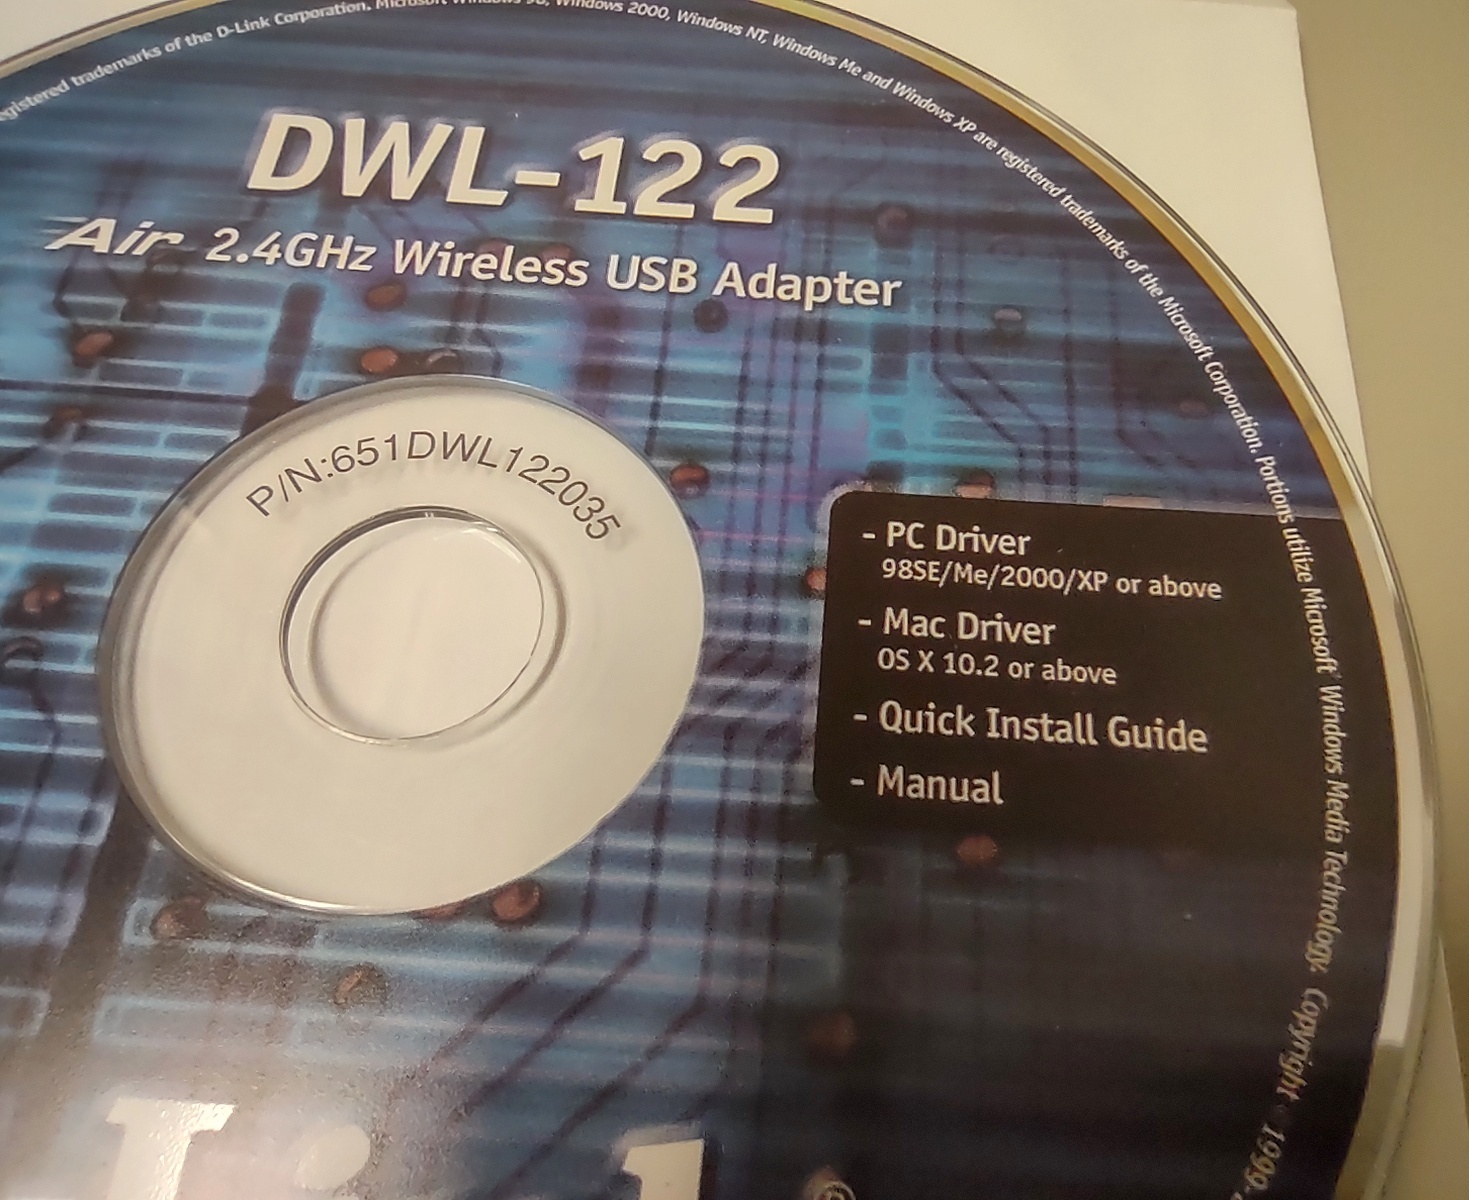 registered trademarks of the D-Link Corporation. Microsoft Windows 98, Windows 2000, Windows NT, Windows Me and Windows XP are registered trademarks of the Microsoft Corporation. Portions utilize Microsoft® Windows Media Technology. Copyright © 1999.
DWL-122
Air 2.4GHz Wireless USB Adapter
P/N:651DWL122035
- PC Driver
98SE/Me/2000/XP or above
- Mac Driver
OS X 10.2 or above
- Quick Install Guide
- Manual